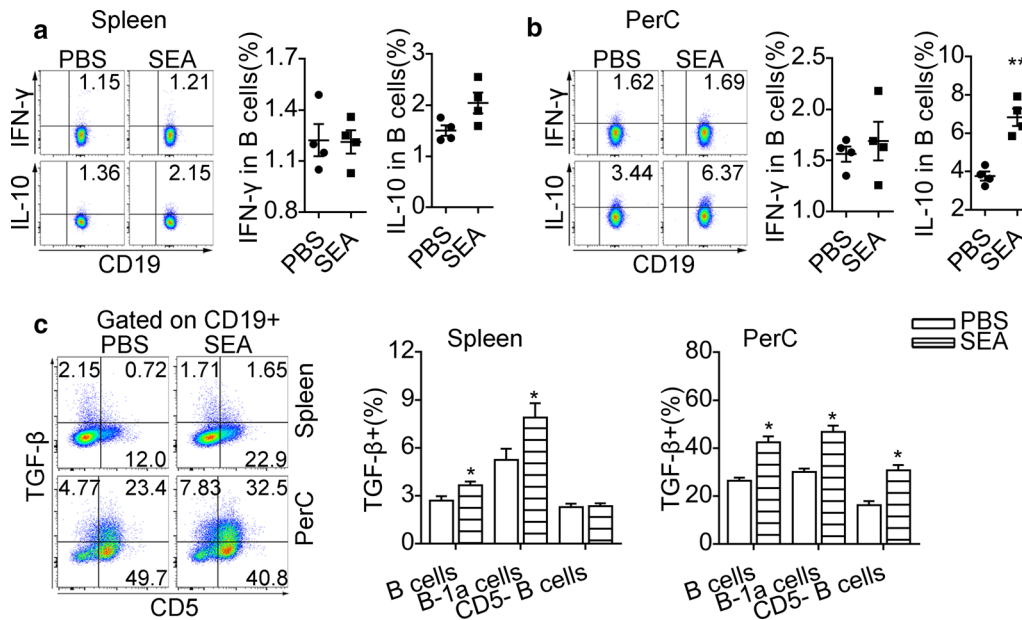 a
Spleen
PBS SEA
IFN-γ
1.15 1.21
IL-10
1.36 2.15
CD19
IFN-γ in B cells(%)
1.7
1.4
1.1
0.8
PBS
SEA
IL-10 in B cells(%)
3
2
1
0
PBS
SEA
b
PerC
PBS SEA
IFN-γ
1.62 1.69
IL-10
3.44 6.37
CD19
IFN-γ in B cells(%)
2.5
2.0
1.5
1.0
PBS
SEA
IL-10 in B cells(%)
10
8
6
4
2
**
PBS
SEA
c
Gated on CD19+
PBS SEA
TGF-β
2.15 0.72 1.71 1.65
12.0 22.9
Spleen
4.77 23.4 7.83 32.5
49.7 40.8
PerC
CD5
Spleen
TGF-β+(%)
12
9
6
3
0
* *
B cells
B-1a cells
CD5- B cells
PerC
TGF-β+(%)
80
60
40
20
0
* * *
B cells
B-1a cells
CD5- B cells
PBS
SEA